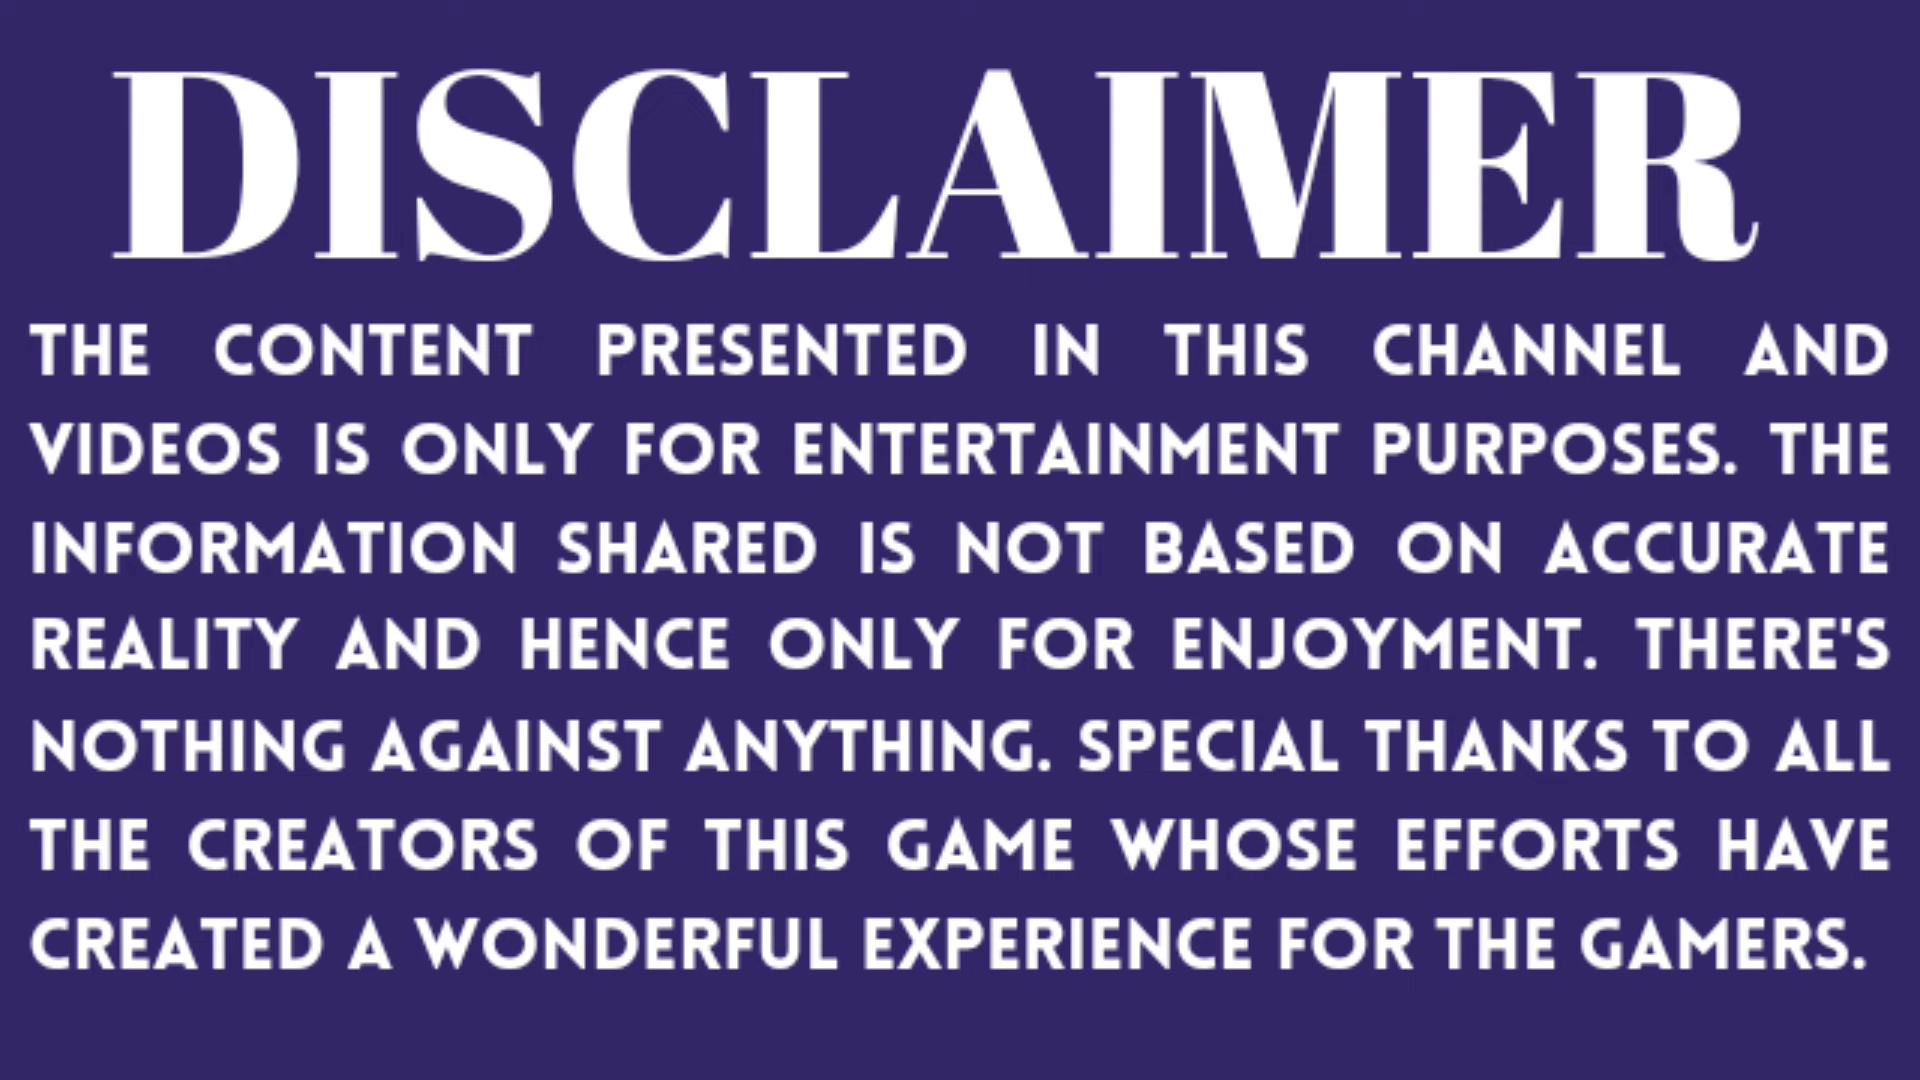 DISCLAIMER
THE CONTENT PRESENTED IN THIS CHANNEL AND
VIDEOS IS ONLY FOR ENTERTAINMENT PURPOSES. THE
INFORMATION SHARED IS NOT BASED ON ACCURATE
REALITY AND HENCE ONLY FOR ENJOYMENT. THERE'S
NOTHING AGAINST ANYTHING. SPECIAL THANKS TO ALL
THE CREATORS OF THIS GAME WHOSE EFFORTS HAVE
CREATED A WONDERFUL EXPERIENCE FOR THE GAMERS.